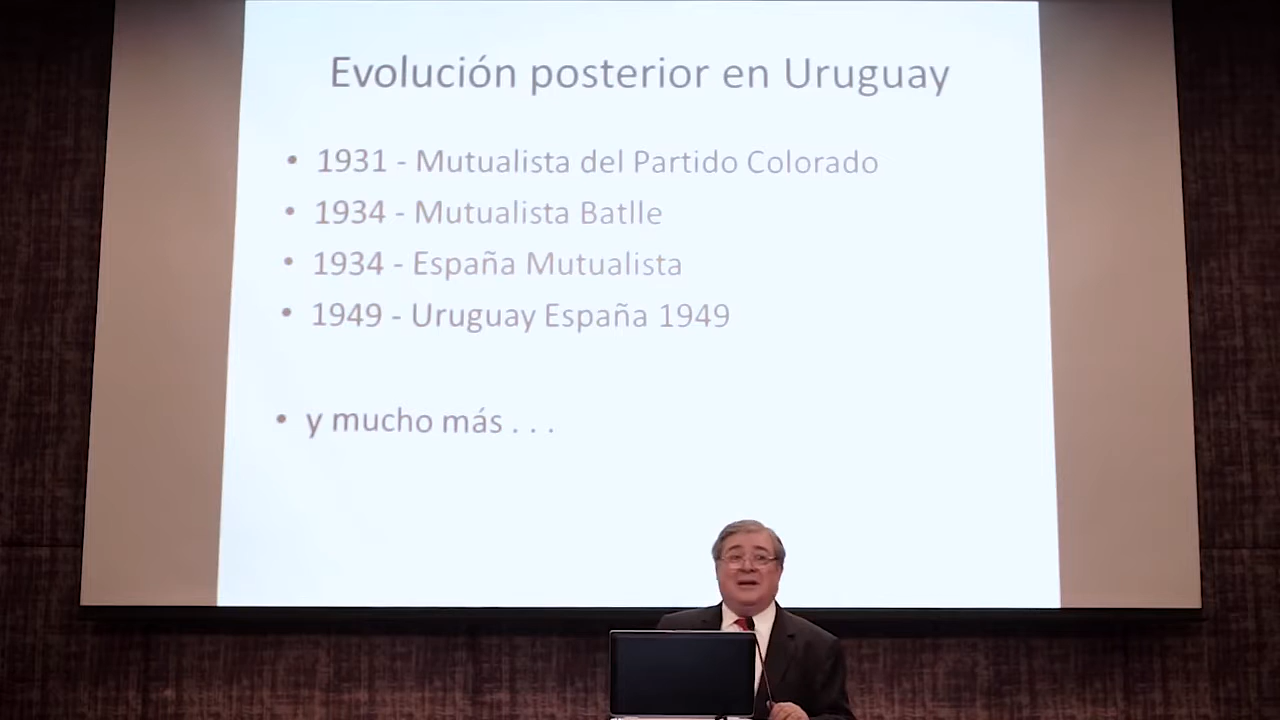 Evolución posterior en Uruguay
• 1931 - Mutualista del Partido Colorado
• 1934 - Mutualista Batlle
• 1934 - España Mutualista
• 1949 - Uruguay España 1949
• y mucho más . . .